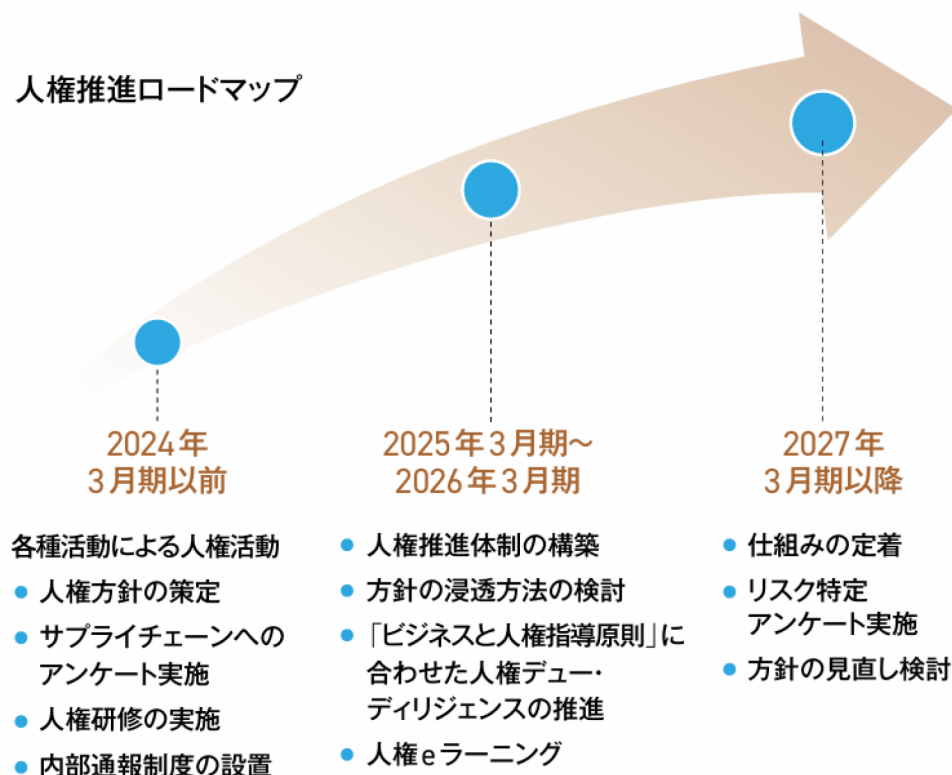 人権推進ロードマップ
2024年
3月期以前
各種活動による人権活動
● 人権方針の策定
● サプライチェーンへの
アンケート実施
● 人権研修の実施
● 内部通報制度の設置
2025年3月期～
2026年3月期
● 人権推進体制の構築
● 方針の浸透方法の検討
● 「ビジネスと人権指導原則」に
合わせた人権デュー・
ディリジェンスの推進
● 人権eラーニング
2027年
3月期以降
● 仕組みの定着
● リスク特定
アンケート実施
● 方針の見直し検討